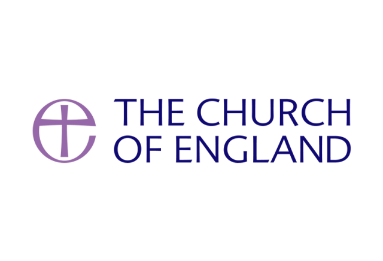 THE CHURCH
OF ENGLAND